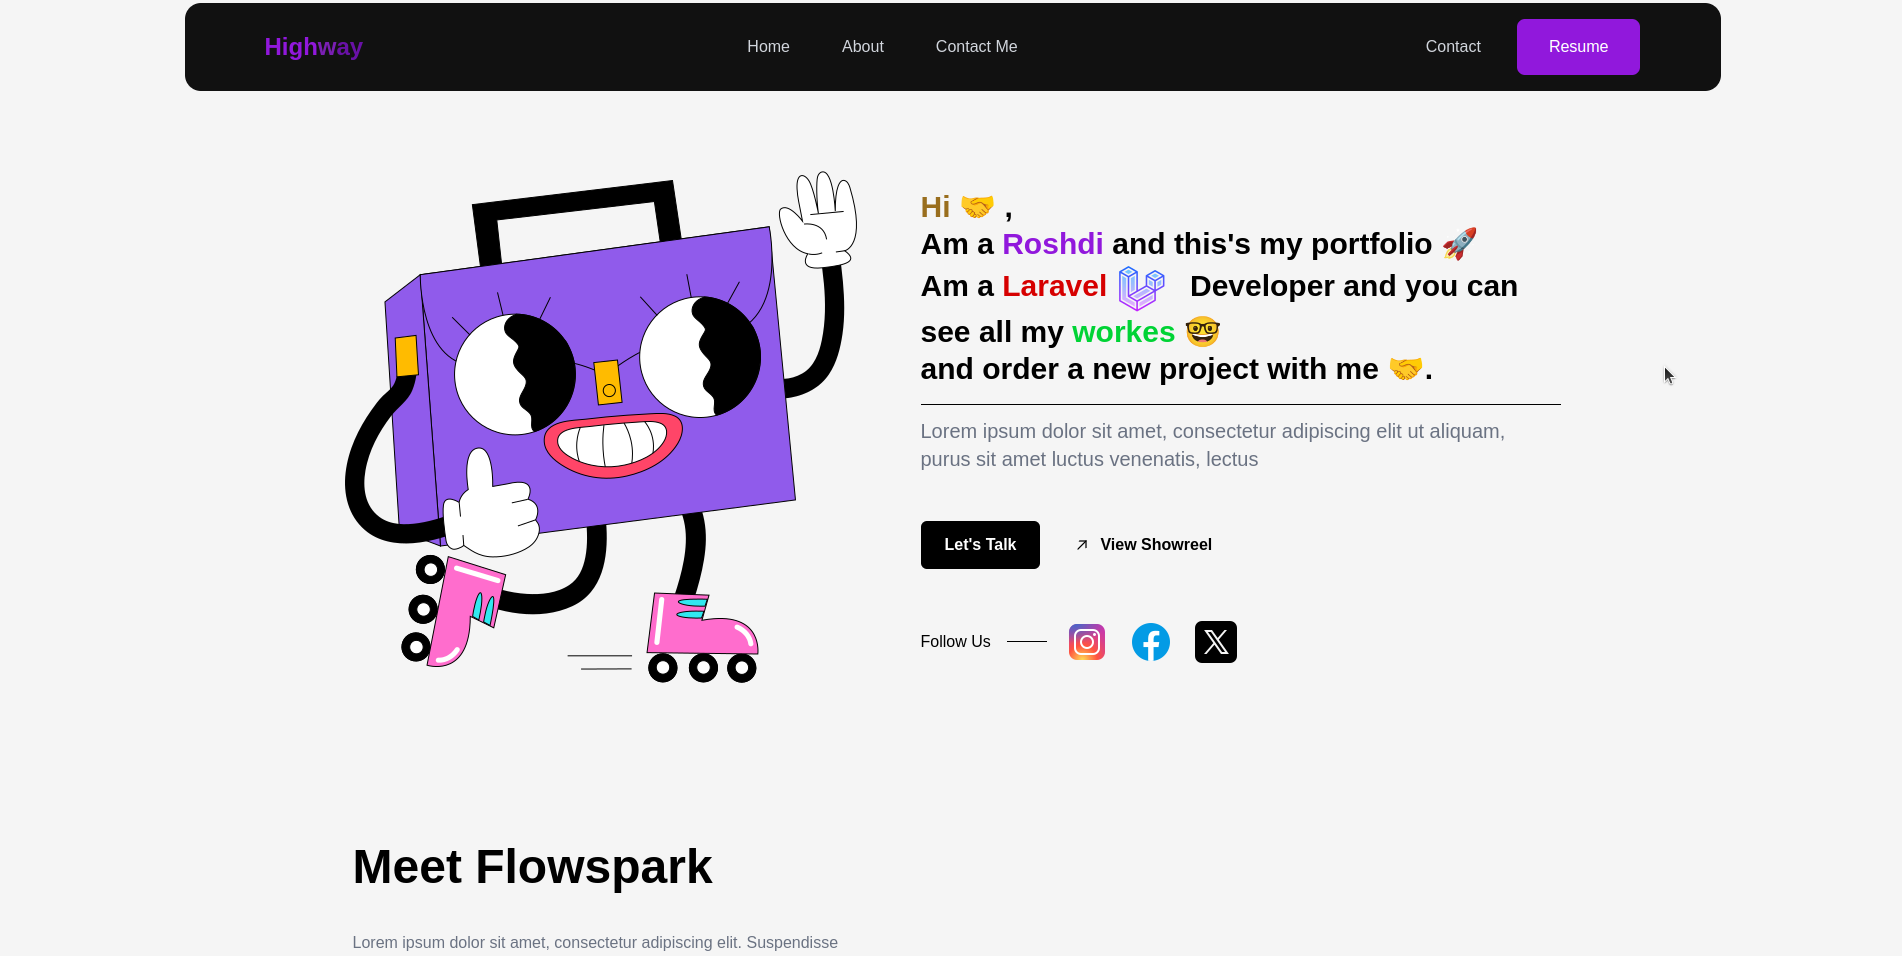 Highway
Home
About
Contact Me
Contact
Resume
Hi 🤝 ,
Am a Roshdi and this's my portfolio 🚀
Am a Laravel Developer and you can
see all my workes 🤓
and order a new project with me 🤝.
Lorem ipsum dolor sit amet, consectetur adipiscing elit ut aliquam,
purus sit amet luctus venenatis, lectus
Let's Talk
View Showreel
Follow Us
Meet Flowspark
Lorem ipsum dolor sit amet, consectetur adipiscing elit. Suspendisse